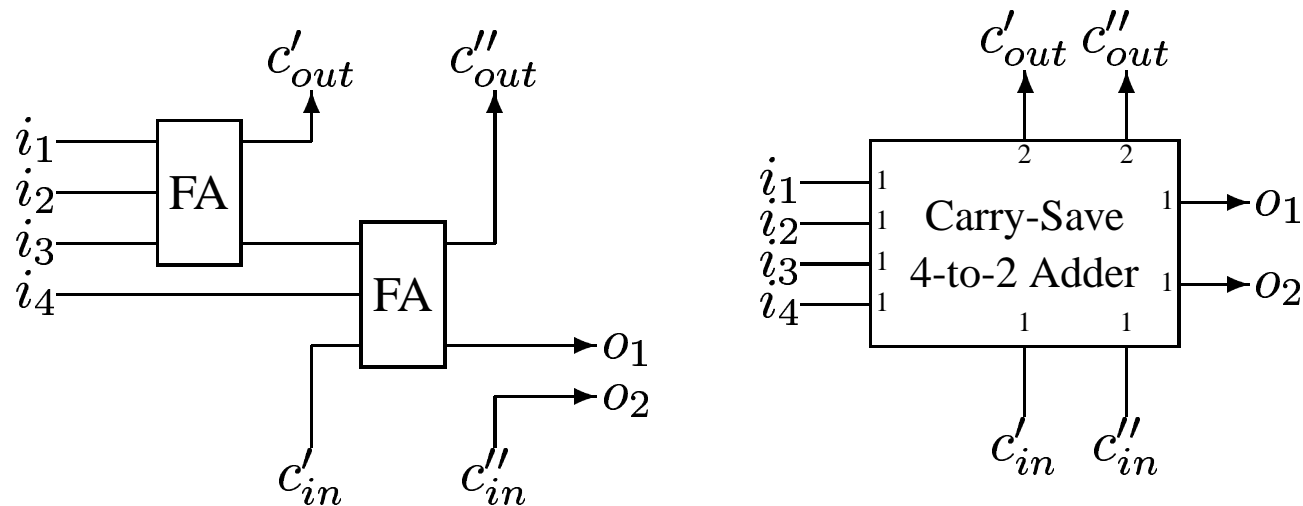 c'out c''out
i1
i2
i3
i4
FA
FA
o1
o2
c'in c''in
c'out c''out
2 2
i1 1
i2 1
i3 1
i4 1
Carry-Save
4-to-2 Adder
1 o1
1 o2
1 1
c'in c''in